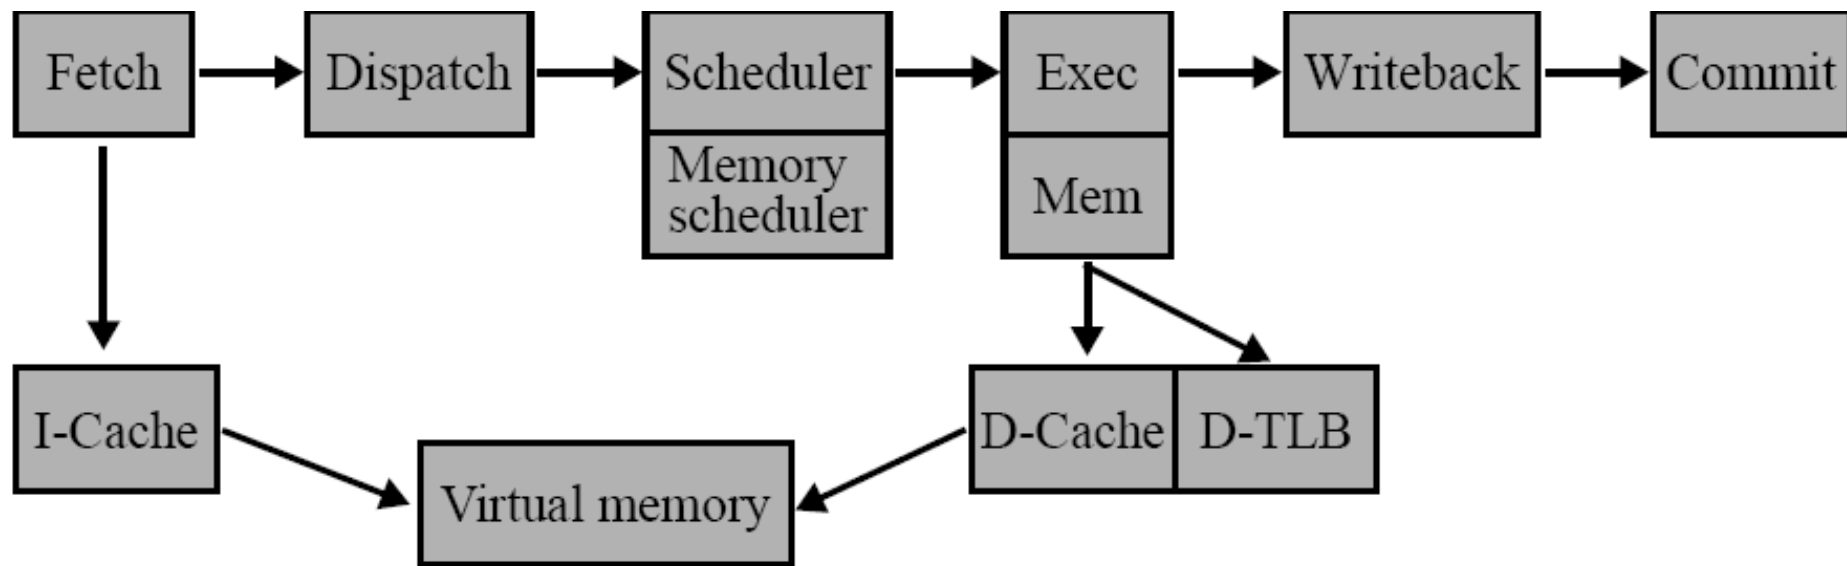 Fetch
Dispatch
Scheduler
Exec
Writeback
Commit
Memory
scheduler
Mem
I-Cache
D-Cache
D-TLB
Virtual memory